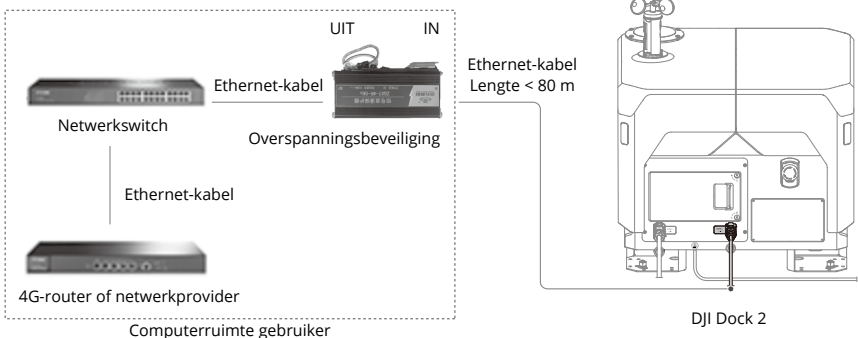 UIT IN
Ethernet-kabel
Ethernet-kabel
Lengte < 80 m
Netwerkswitch
Overspanningsbeveiliging
Ethernet-kabel
4G-router of netwerkprovider
Computerruimte gebruiker
DJI Dock 2